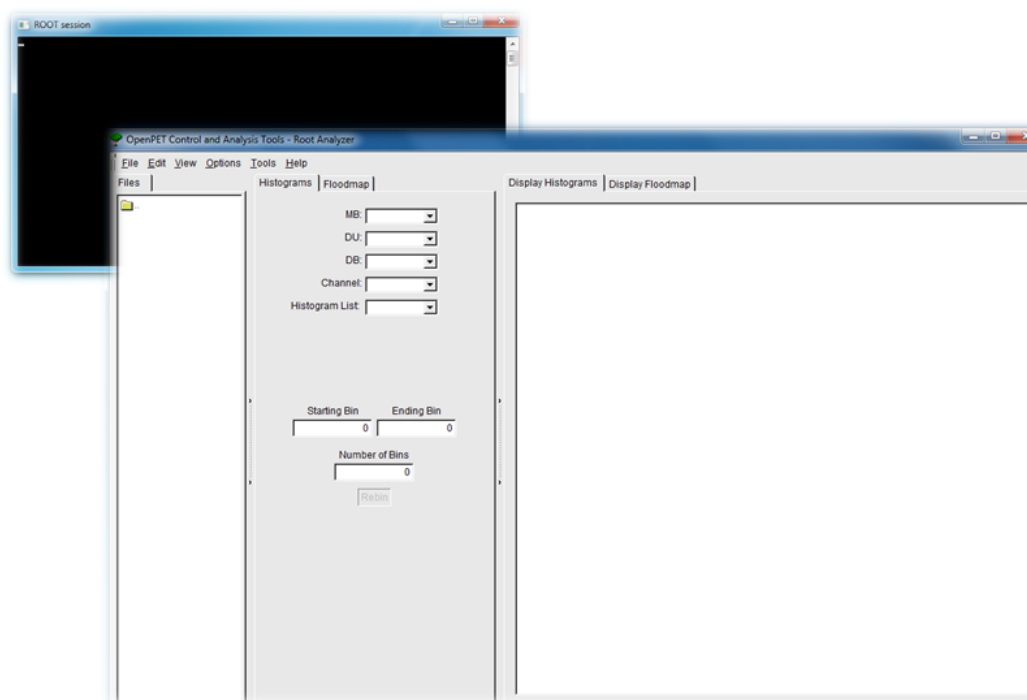 ROOT session
OpenPET Control and Analysis Tools - Root Analyzer
File Edit View Options Tools Help
Files
Histograms Floodmap
Display Histograms Display Floodmap
..
MB:
DU:
DB:
Channel:
Histogram List:
Starting Bin Ending Bin
0 0
Number of Bins
0
Rebin